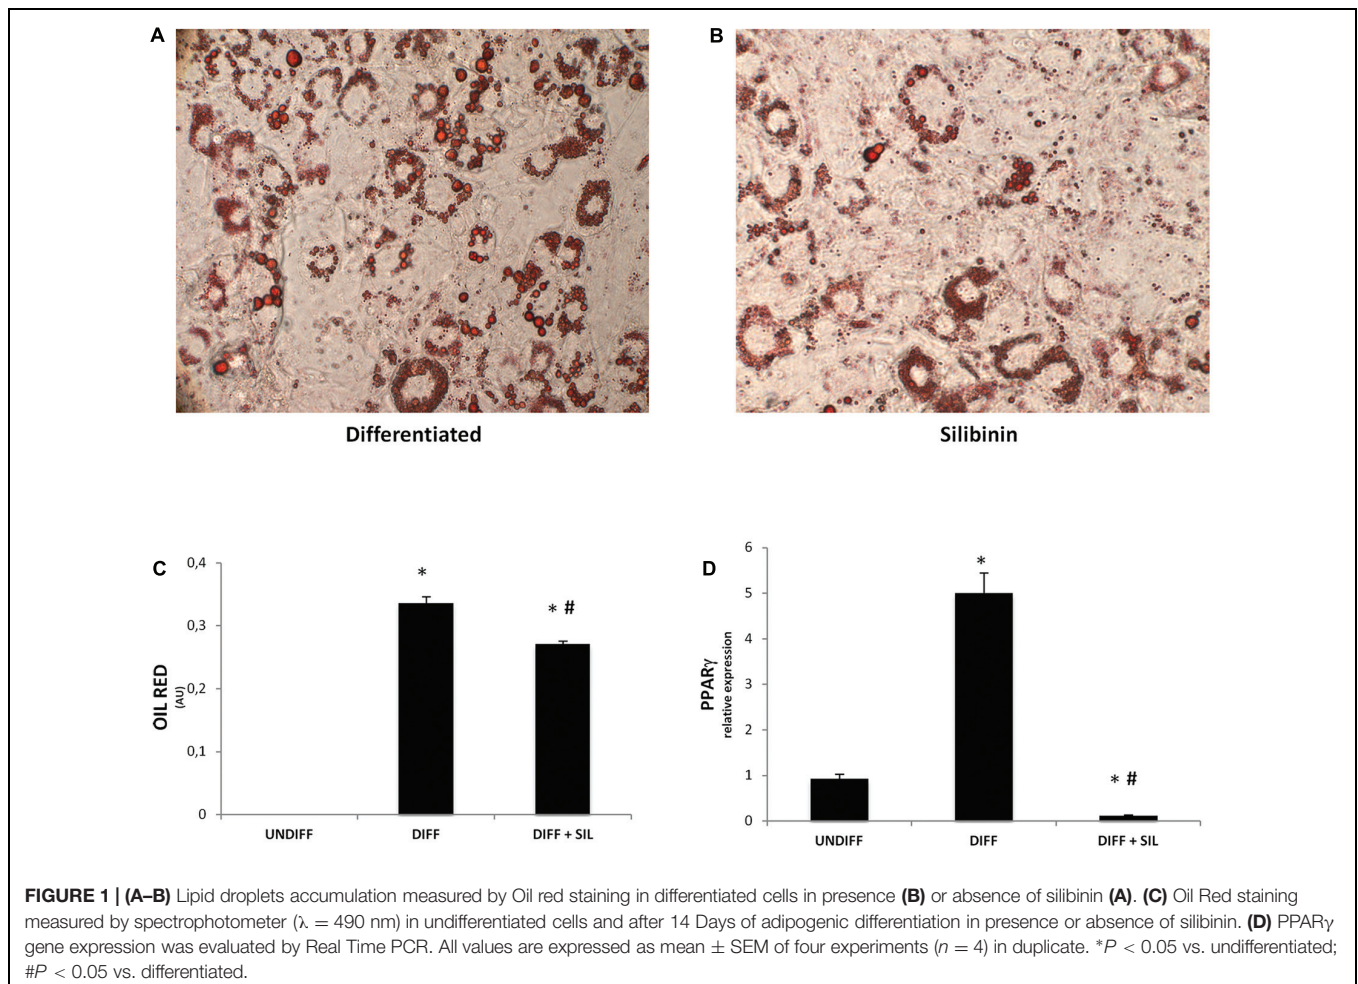 A
B
Differentiated
Silibinin
C
OIL RED
(AU)
0,4
0,3
0,2
0,1
0
*
* #
UNDIFF
DIFF
DIFF + SIL
D
PPARγ
relative expression
6
5
4
3
2
1
0
*
* #
UNDIFF
DIFF
DIFF + SIL
FIGURE 1 | (A–B) Lipid droplets accumulation measured by Oil red staining in differentiated cells in presence (B) or absence of silibinin (A). (C) Oil Red staining
measured by spectrophotometer (λ = 490 nm) in undifferentiated cells and after 14 Days of adipogenic differentiation in presence or absence of silibinin. (D) PPARγ
gene expression was evaluated by Real Time PCR. All values are expressed as mean ± SEM of four experiments (n = 4) in duplicate. *P < 0.05 vs. undifferentiated;
#P < 0.05 vs. differentiated.